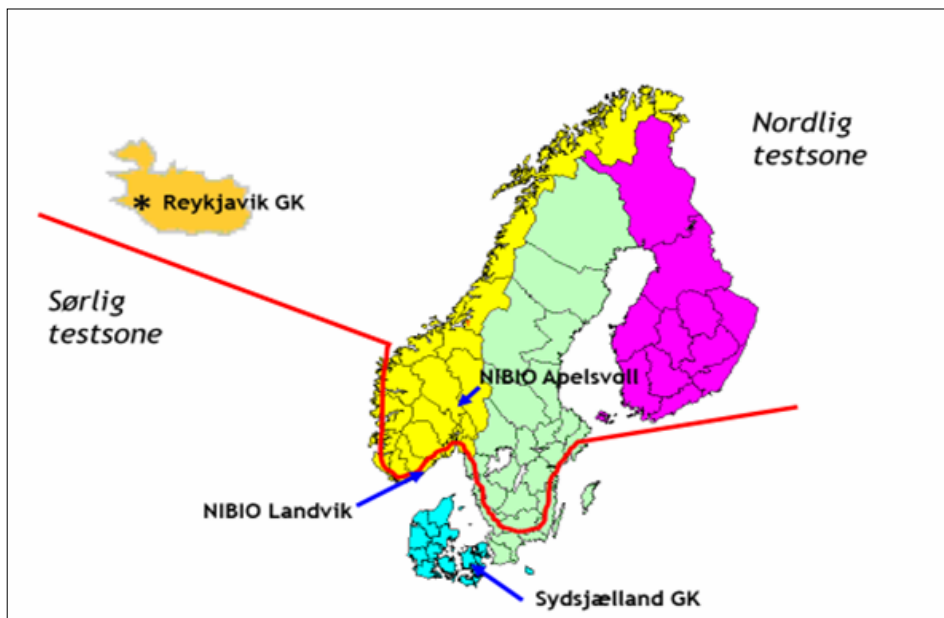 Nordlig
testsone
* Reykjavik GK
Sørlig
testsone
NIBIO Apelsvoll
NIBIO Landvik
Sydsjælland GK